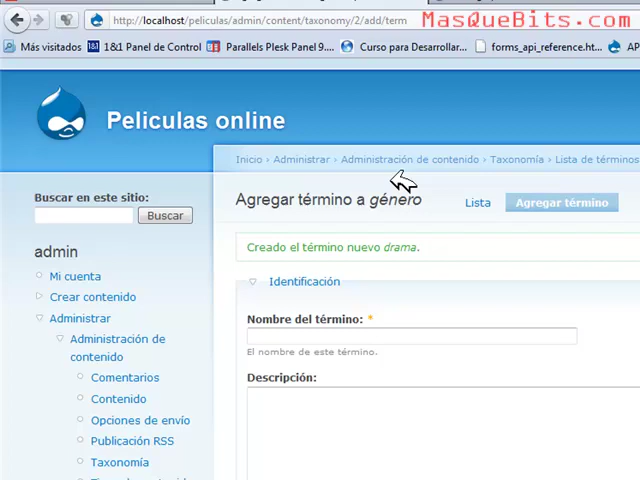 http://localhost/peliculas/admin/content/taxonomy/2/add/term
MasQueBits.com
Más visitados
1&1 Panel de Control
Parallels Plesk Panel 9....
Curso para Desarrollar...
forms_api_reference.ht...
AP
Peliculas online
Inicio › Administrar › Administración de contenido › Taxonomía › Lista de términos
Buscar en este sitio:
Buscar
Agregar término a género
Lista
Agregar término
Creado el término nuevo drama.
admin
Mi cuenta
Crear contenido
Administrar
Administración de
contenido
Comentarios
Contenido
Opciones de envío
Publicación RSS
Taxonomía
Identificación
Nombre del término: *
El nombre de este término.
Descripción: